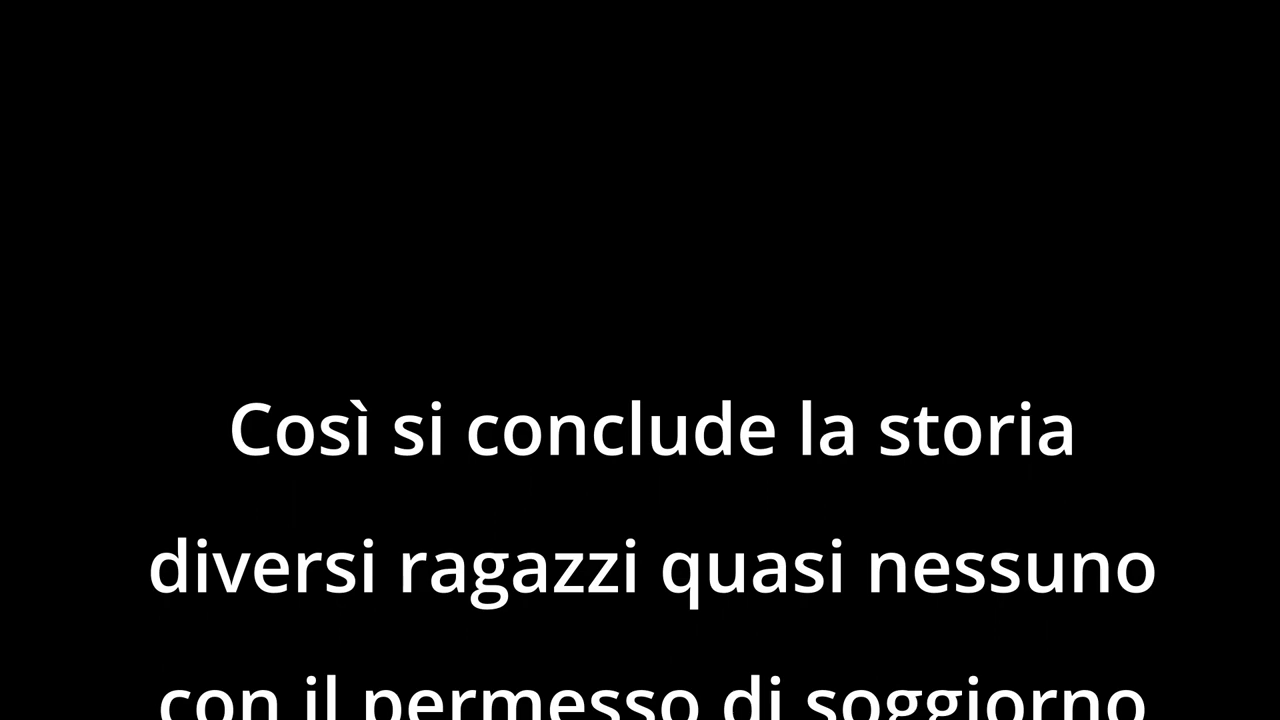 Così si conclude la storia
diversi ragazzi quasi nessuno
con il permesso di soggiorno